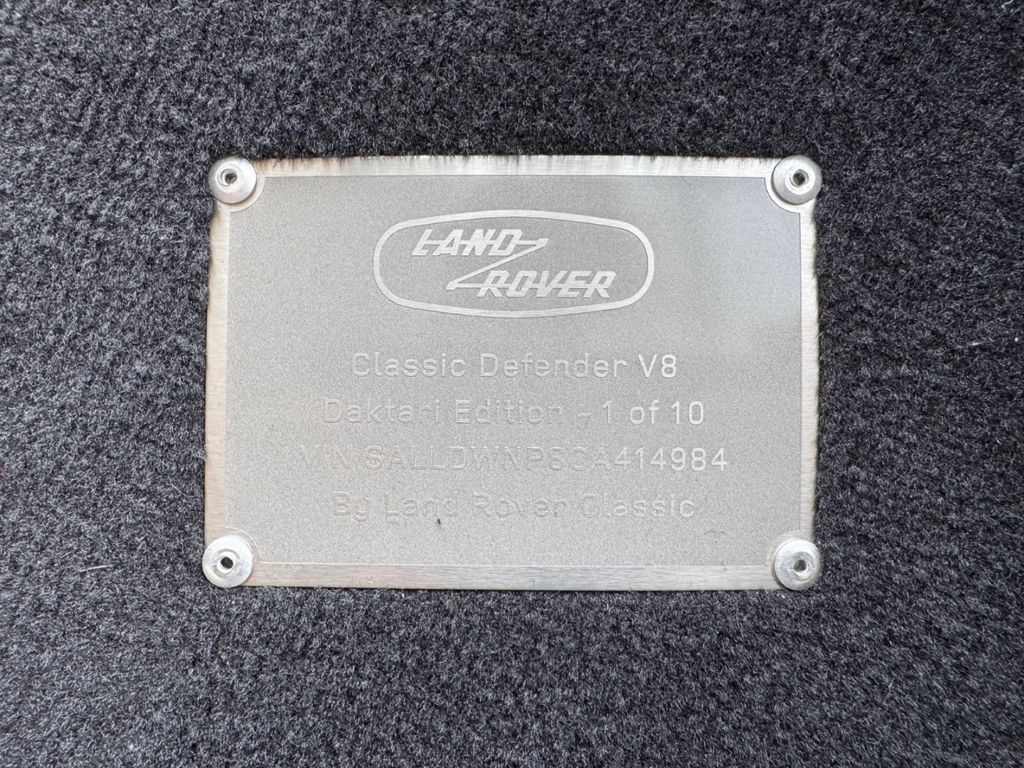 LAND
ROVER
Classic Defender V8
Daktari Edition - 1 of 10
VIN SALLDWNP8CA414984
By Land Rover Classic